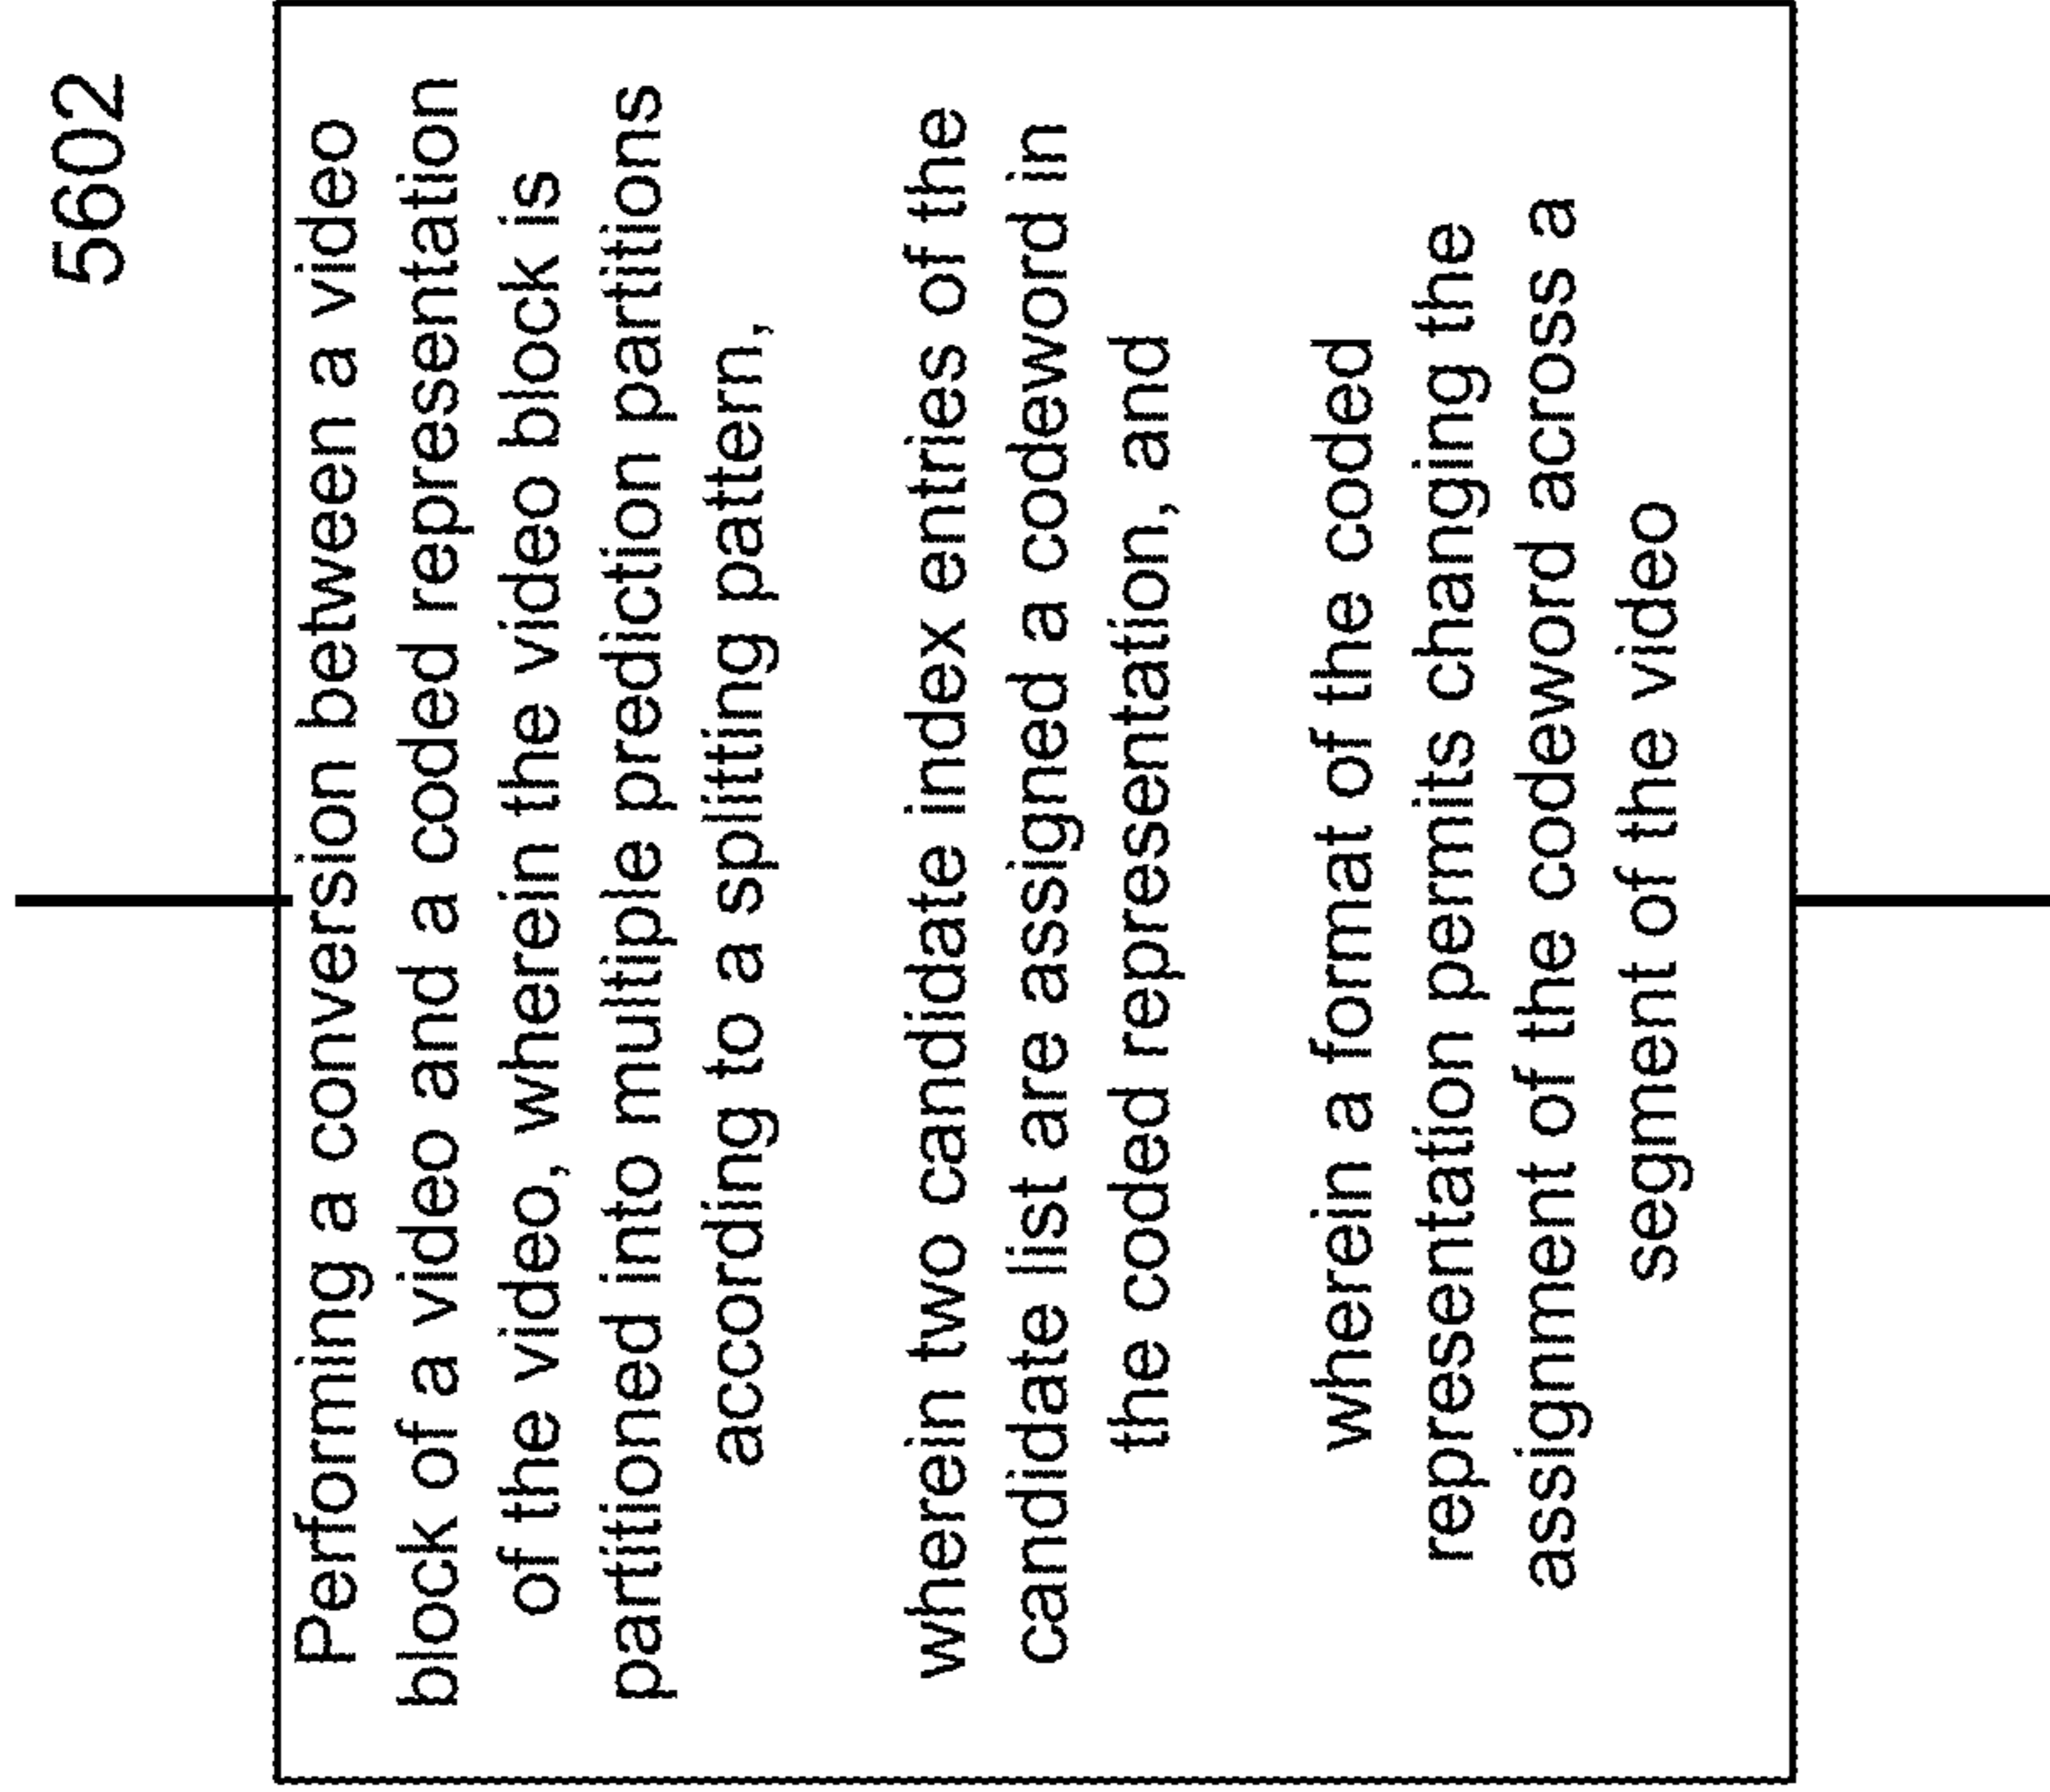 5602
Performing a conversion between a video
block of a video and a coded representation
of the video, wherein the video block is
partitioned into multiple prediction partitions
according to a splitting pattern,
wherein two candidate index entries of the
candidate list are assigned a codeword in
the coded representation, and
wherein a format of the coded
representation permits changing the
assignment of the codeword across a
segment of the video